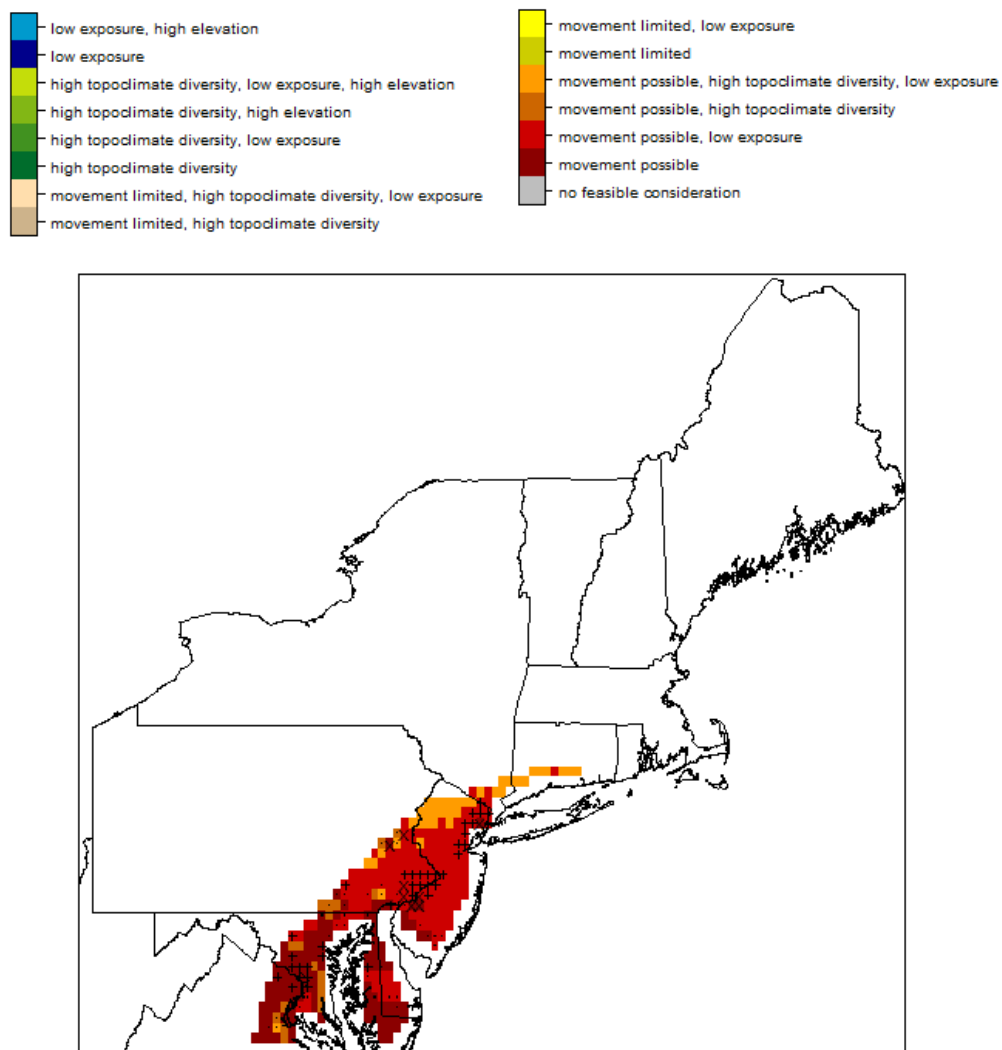 low exposure, high elevation
low exposure
high topoclimate diversity, low exposure, high elevation
high topoclimate diversity, high elevation
high topoclimate diversity, low exposure
high topoclimate diversity
movement limited, high topoclimate diversity, low exposure
movement limited, high topoclimate diversity
movement limited, low exposure
movement limited
movement possible, high topoclimate diversity, low exposure
movement possible, high topoclimate diversity
movement possible, low exposure
movement possible
no feasible consideration